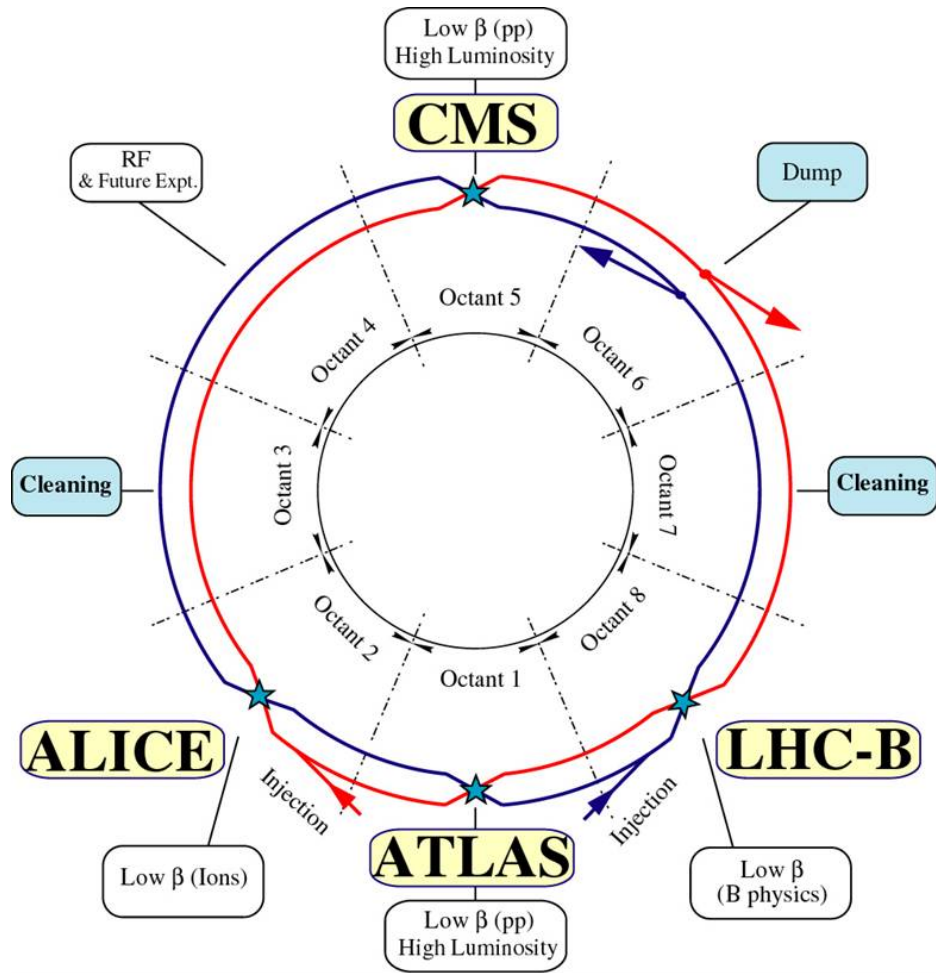 Low β (pp)
High Luminosity
CMS
RF
& Future Expt.
Dump
Octant 5
Octant 4
Octant 6
Cleaning
Octant 3
Octant 7
Cleaning
Octant 2
Octant 8
Octant 1
ALICE
LHC-B
Injection
Injection
ATLAS
Low β (Ions)
Low β
(B physics)
Low β (pp)
High Luminosity